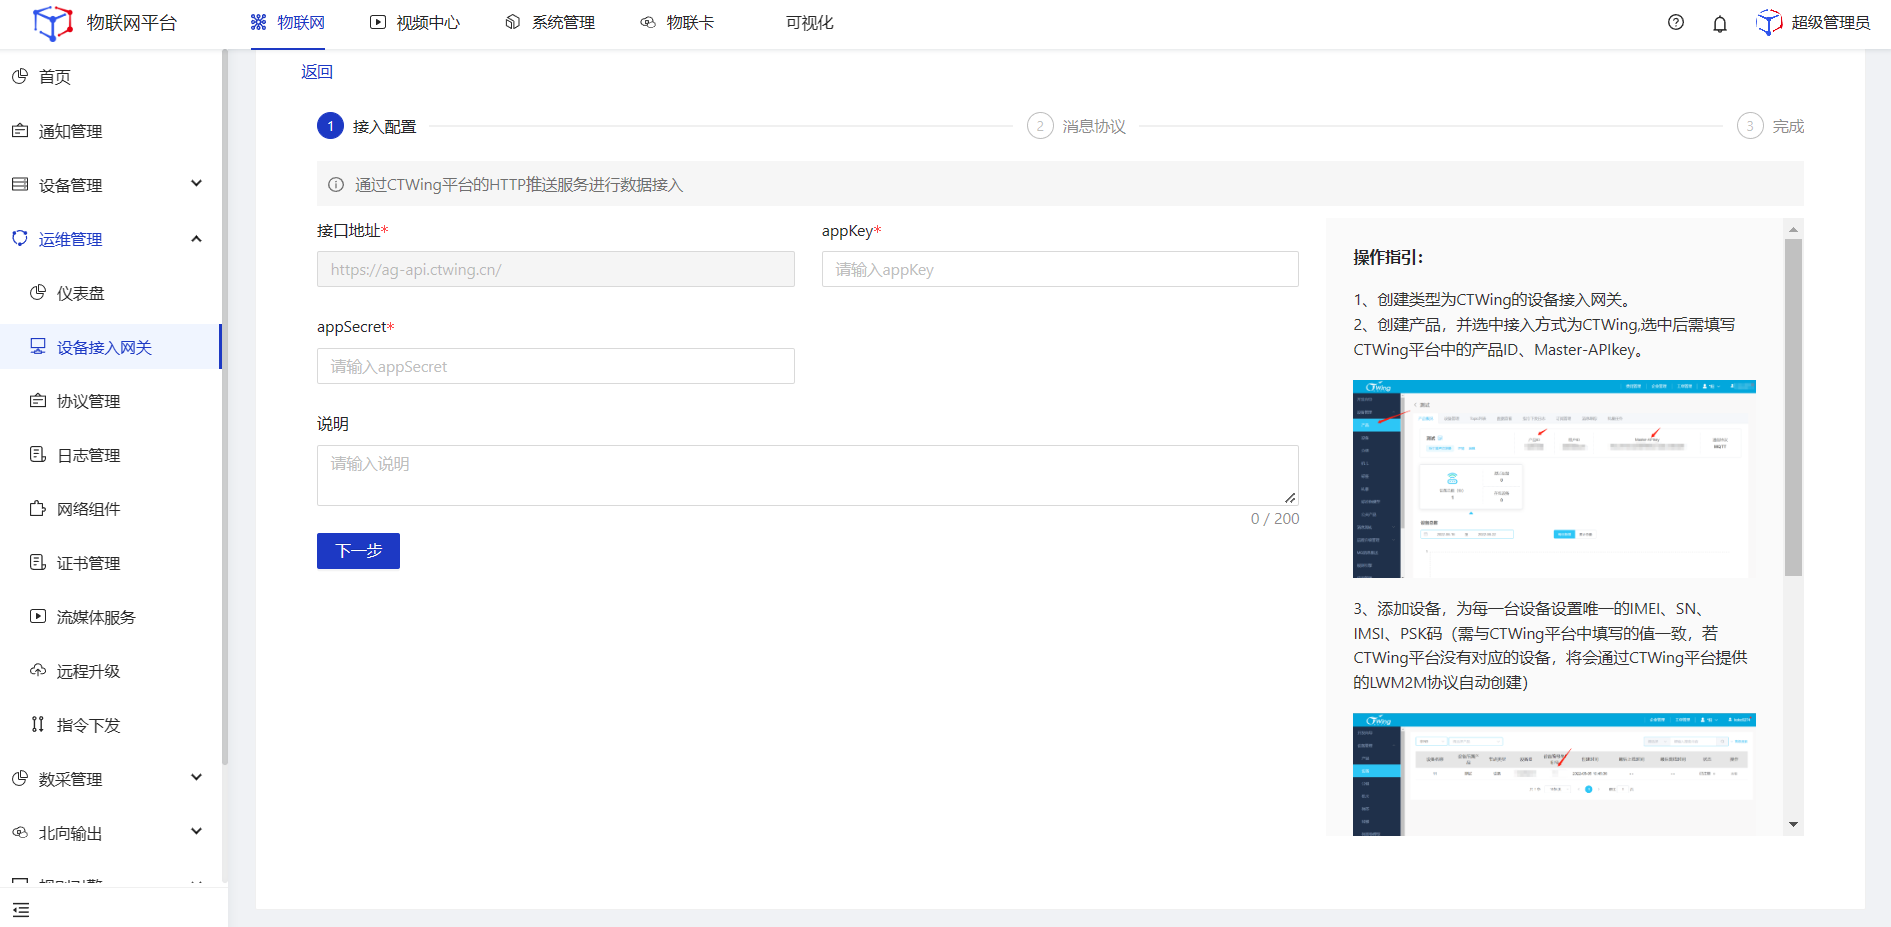 物联网平台
物联网
视频中心
系统管理
物联卡
可视化
超级管理员
首页
通知管理
设备管理
运维管理
仪表盘
设备接入网关
协议管理
日志管理
网络组件
证书管理
流媒体服务
远程升级
指令下发
数采管理
北向输出
返回
1 接入配置
2 消息协议
3 完成
通过CTWing平台的HTTP推送服务进行数据接入
接口地址*
https://ag-api.ctwing.cn/
appKey*
请输入appKey
appSecret*
请输入appSecret
说明
请输入说明
0 / 200
下一步
操作指引：
1、创建类型为CTWing的设备接入网关。
2、创建产品，并选中接入方式为CTWing,选中后需填写
CTWing平台中的产品ID、Master-APIkey。
CTWing
3、添加设备，为每一台设备设置唯一的IMEI、SN、
IMSI、PSK码（需与CTWing平台中填写的值一致，若
CTWing平台没有对应的设备，将会通过CTWing平台提供
的LWM2M协议自动创建）
CTWing